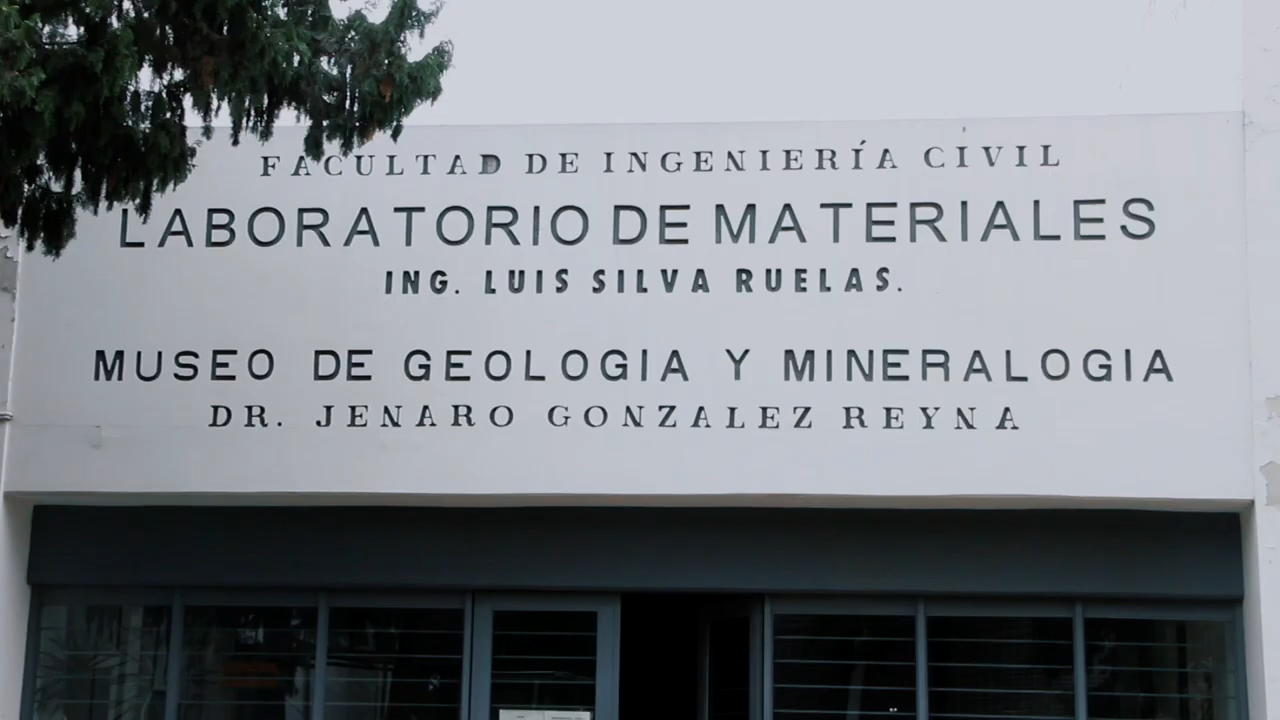 FACULTAD DE INGENIERÍA CIVIL
LABORATORIO DE MATERIALES
ING. LUIS SILVA RUELAS.
MUSEO DE GEOLOGIA Y MINERALOGIA
DR. JENARO GONZALEZ REYNA